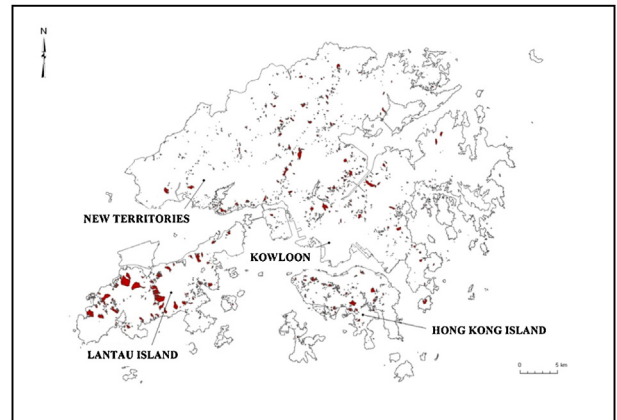 N
NEW TERRITORIES
KOWLOON
HONG KONG ISLAND
LANTAU ISLAND
0 5 km